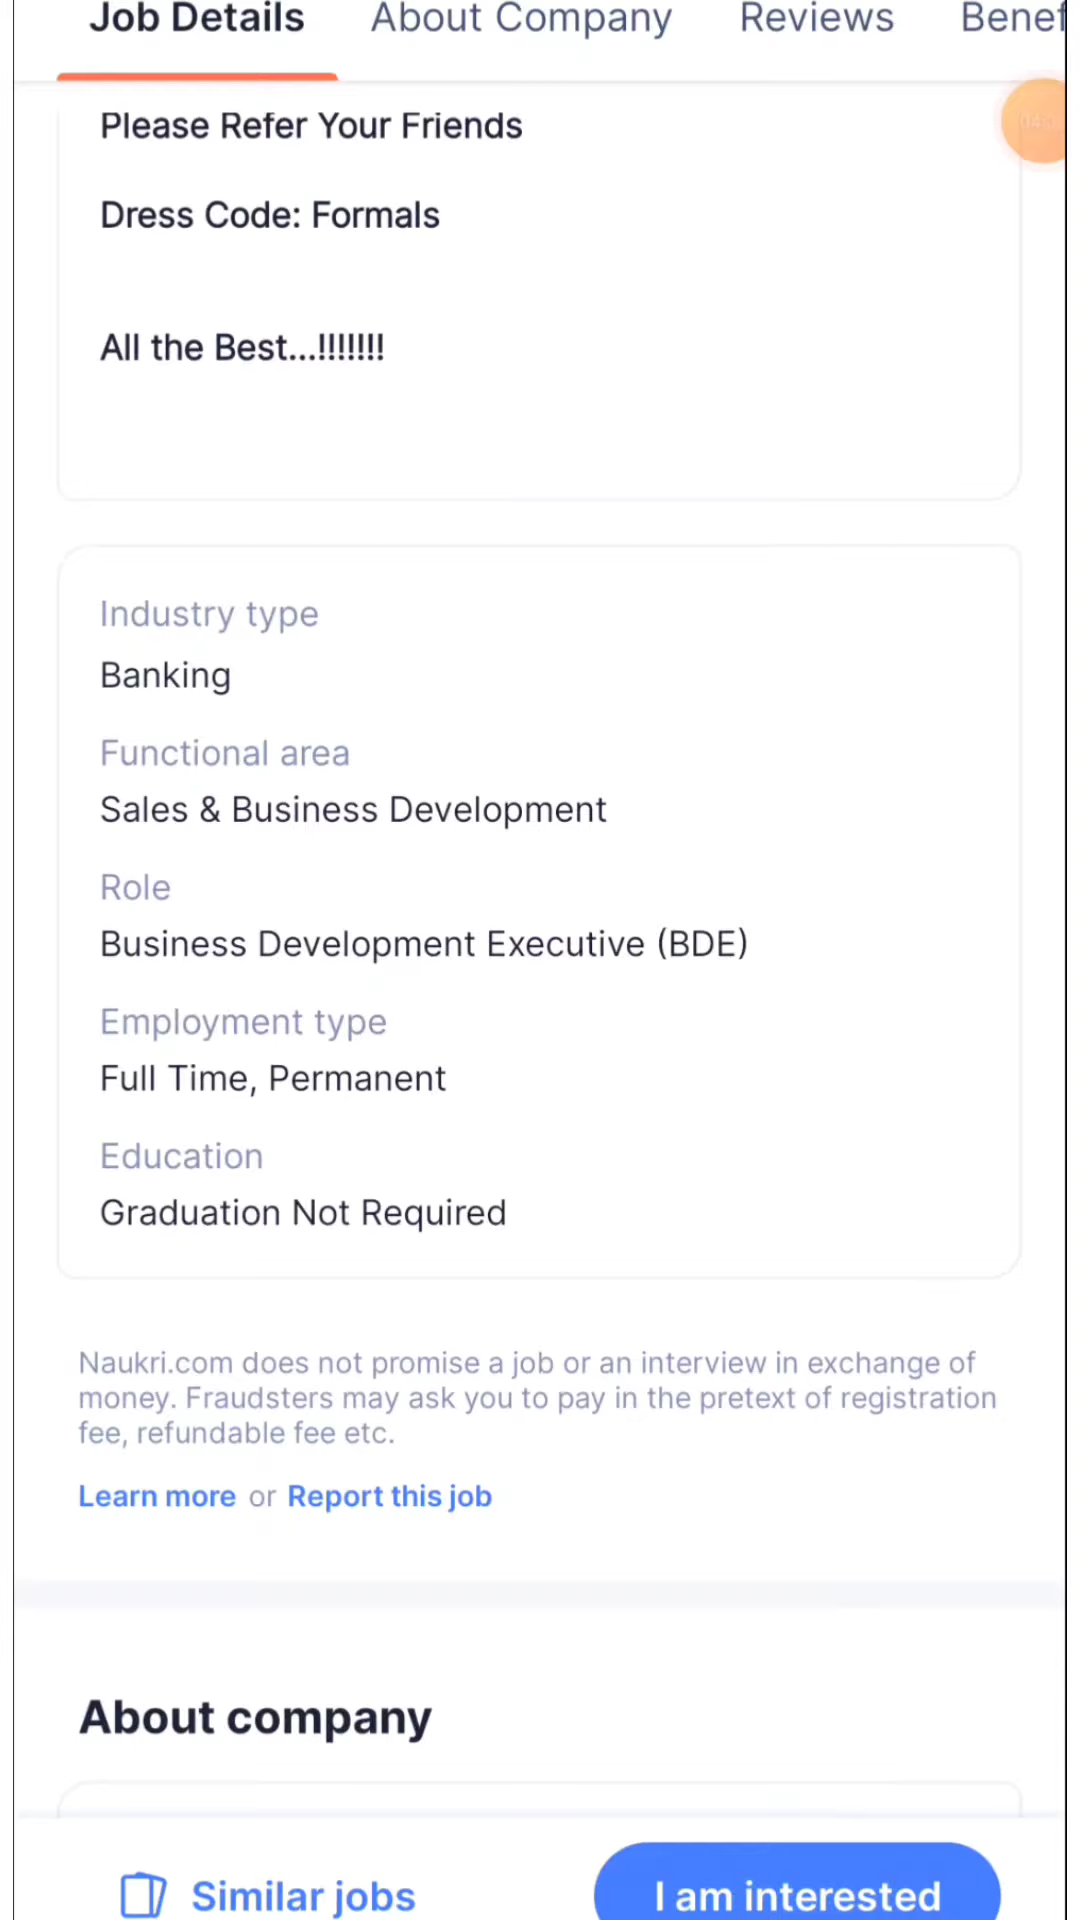 Job Details About Company Reviews Benef
Please Refer Your Friends
Dress Code: Formals
All the Best...!!!!!!!
Industry type
Banking
Functional area
Sales & Business Development
Role
Business Development Executive (BDE)
Employment type
Full Time, Permanent
Education
Graduation Not Required
Naukri.com does not promise a job or an interview in exchange of
money. Fraudsters may ask you to pay in the pretext of registration
fee, refundable fee etc.
Learn more or Report this job
About company
Similar jobs I am interested